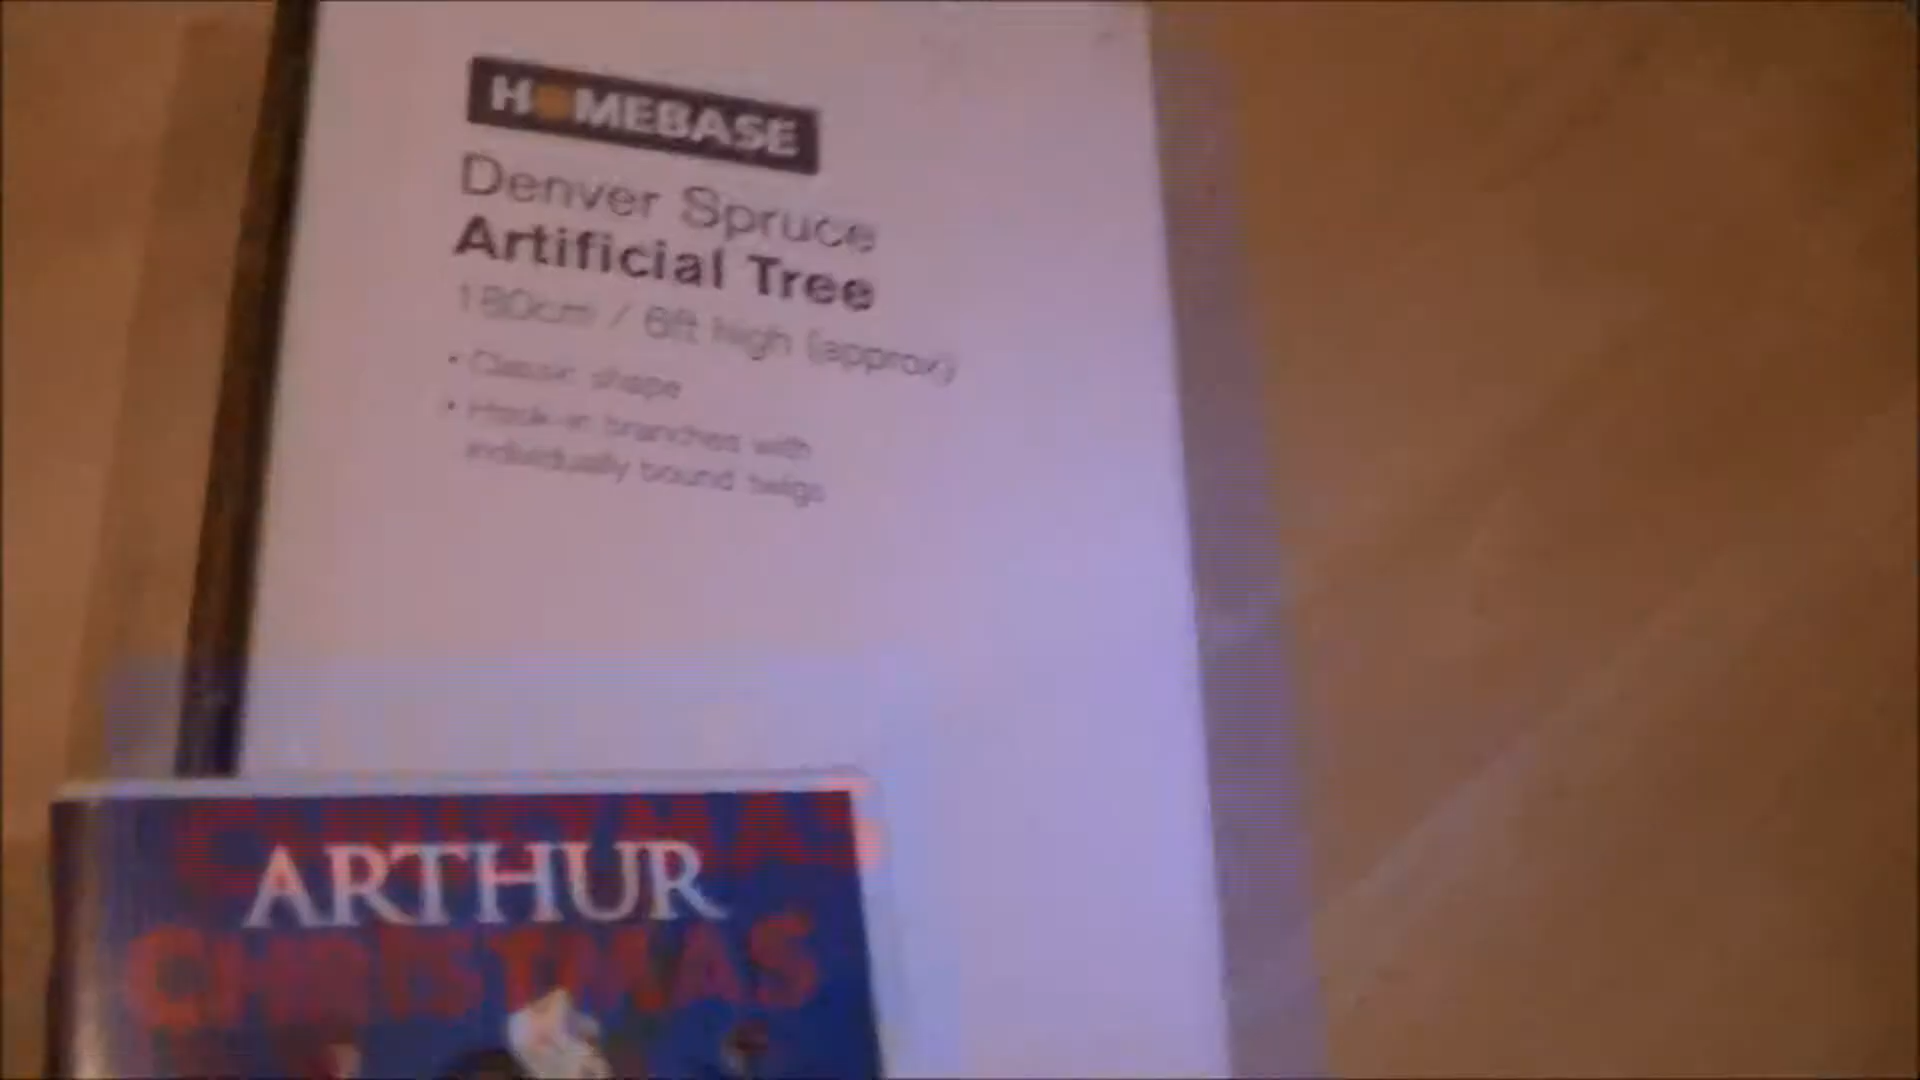 HOMEBASE
Denver Spruce
Artificial Tree
180cm / 6ft high (approx)
• Classic shape
• Hook-in branches with
individually bound twigs
ARTHUR
CHRISTMAS